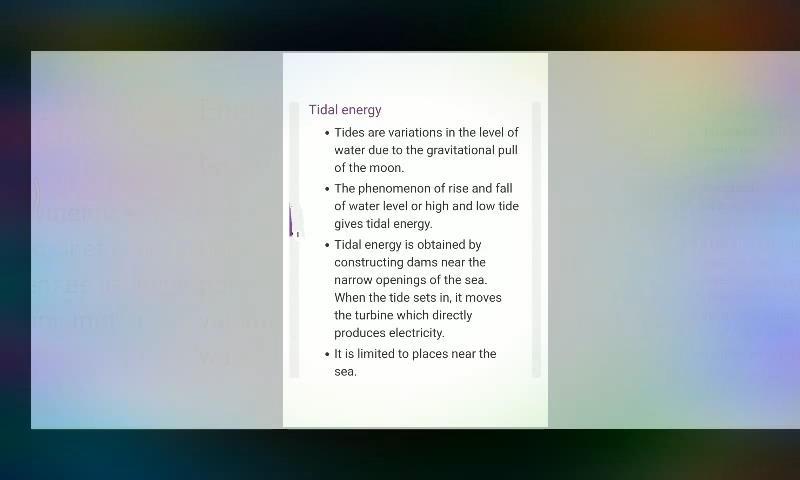 Tidal energy
• Tides are variations in the level of
water due to the gravitational pull
of the moon.
• The phenomenon of rise and fall
of water level or high and low tide
gives tidal energy.
• Tidal energy is obtained by
constructing dams near the
narrow openings of the sea.
When the tide sets in, it moves
the turbine which directly
produces electricity.
• It is limited to places near the
sea.